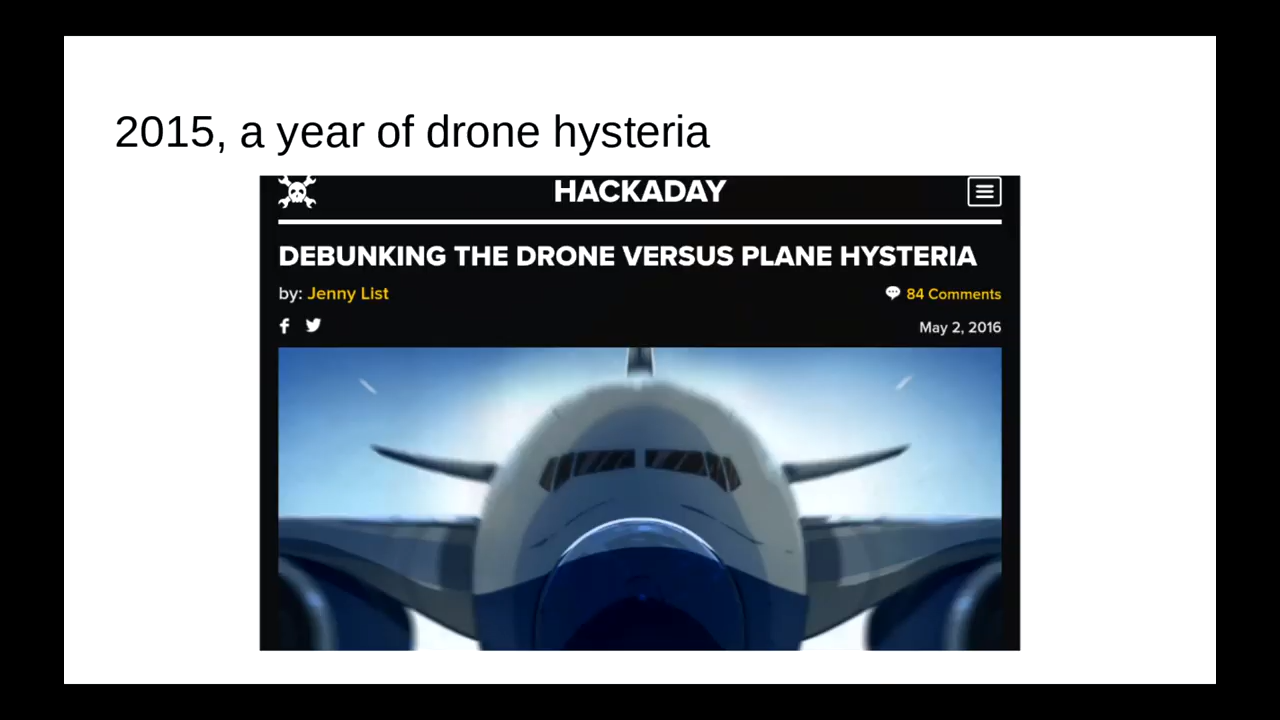 2015, a year of drone hysteria
HACKADAY
DEBUNKING THE DRONE VERSUS PLANE HYSTERIA
by: Jenny List
84 Comments
May 2, 2016